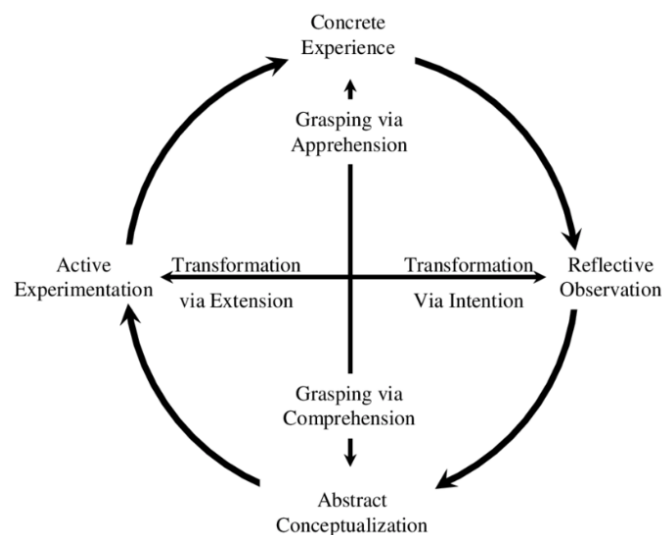 Concrete
Experience
Grasping via
Apprehension
Active
Experimentation
Transformation
via Extension
Transformation
Via Intention
Reflective
Observation
Grasping via
Comprehension
Abstract
Conceptualization